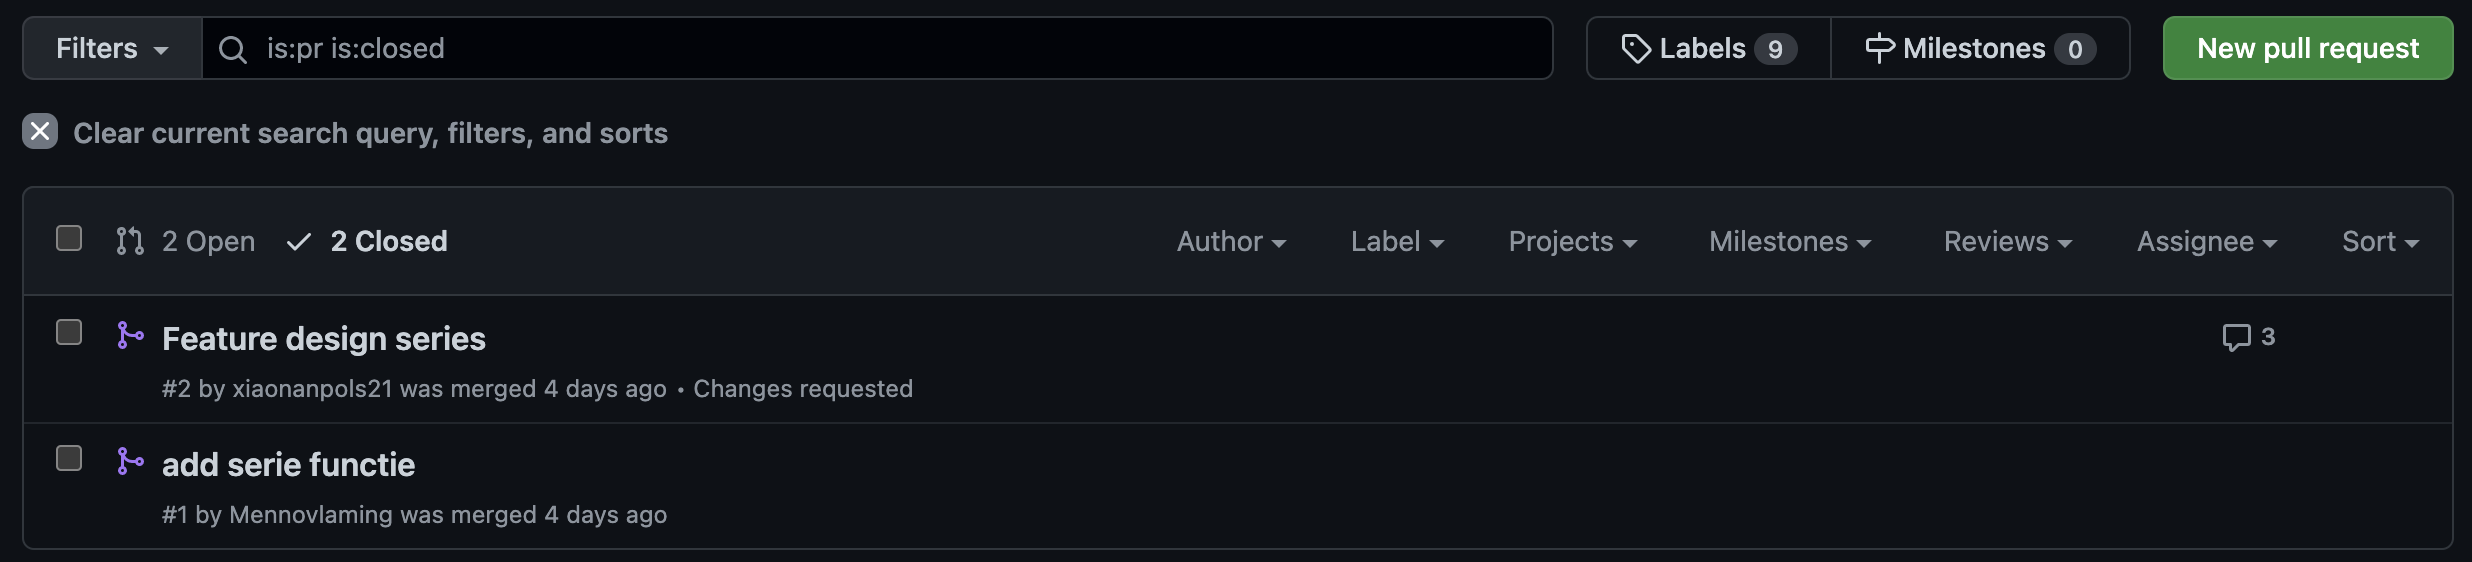 Filters is:pr is:closed Labels 9 Milestones 0 New pull request
Clear current search query, filters, and sorts
2 Open 2 Closed Author Label Projects Milestones Reviews Assignee Sort
Feature design series 3
#2 by xiaonanpols21 was merged 4 days ago • Changes requested
add serie functie
#1 by Mennovlaming was merged 4 days ago